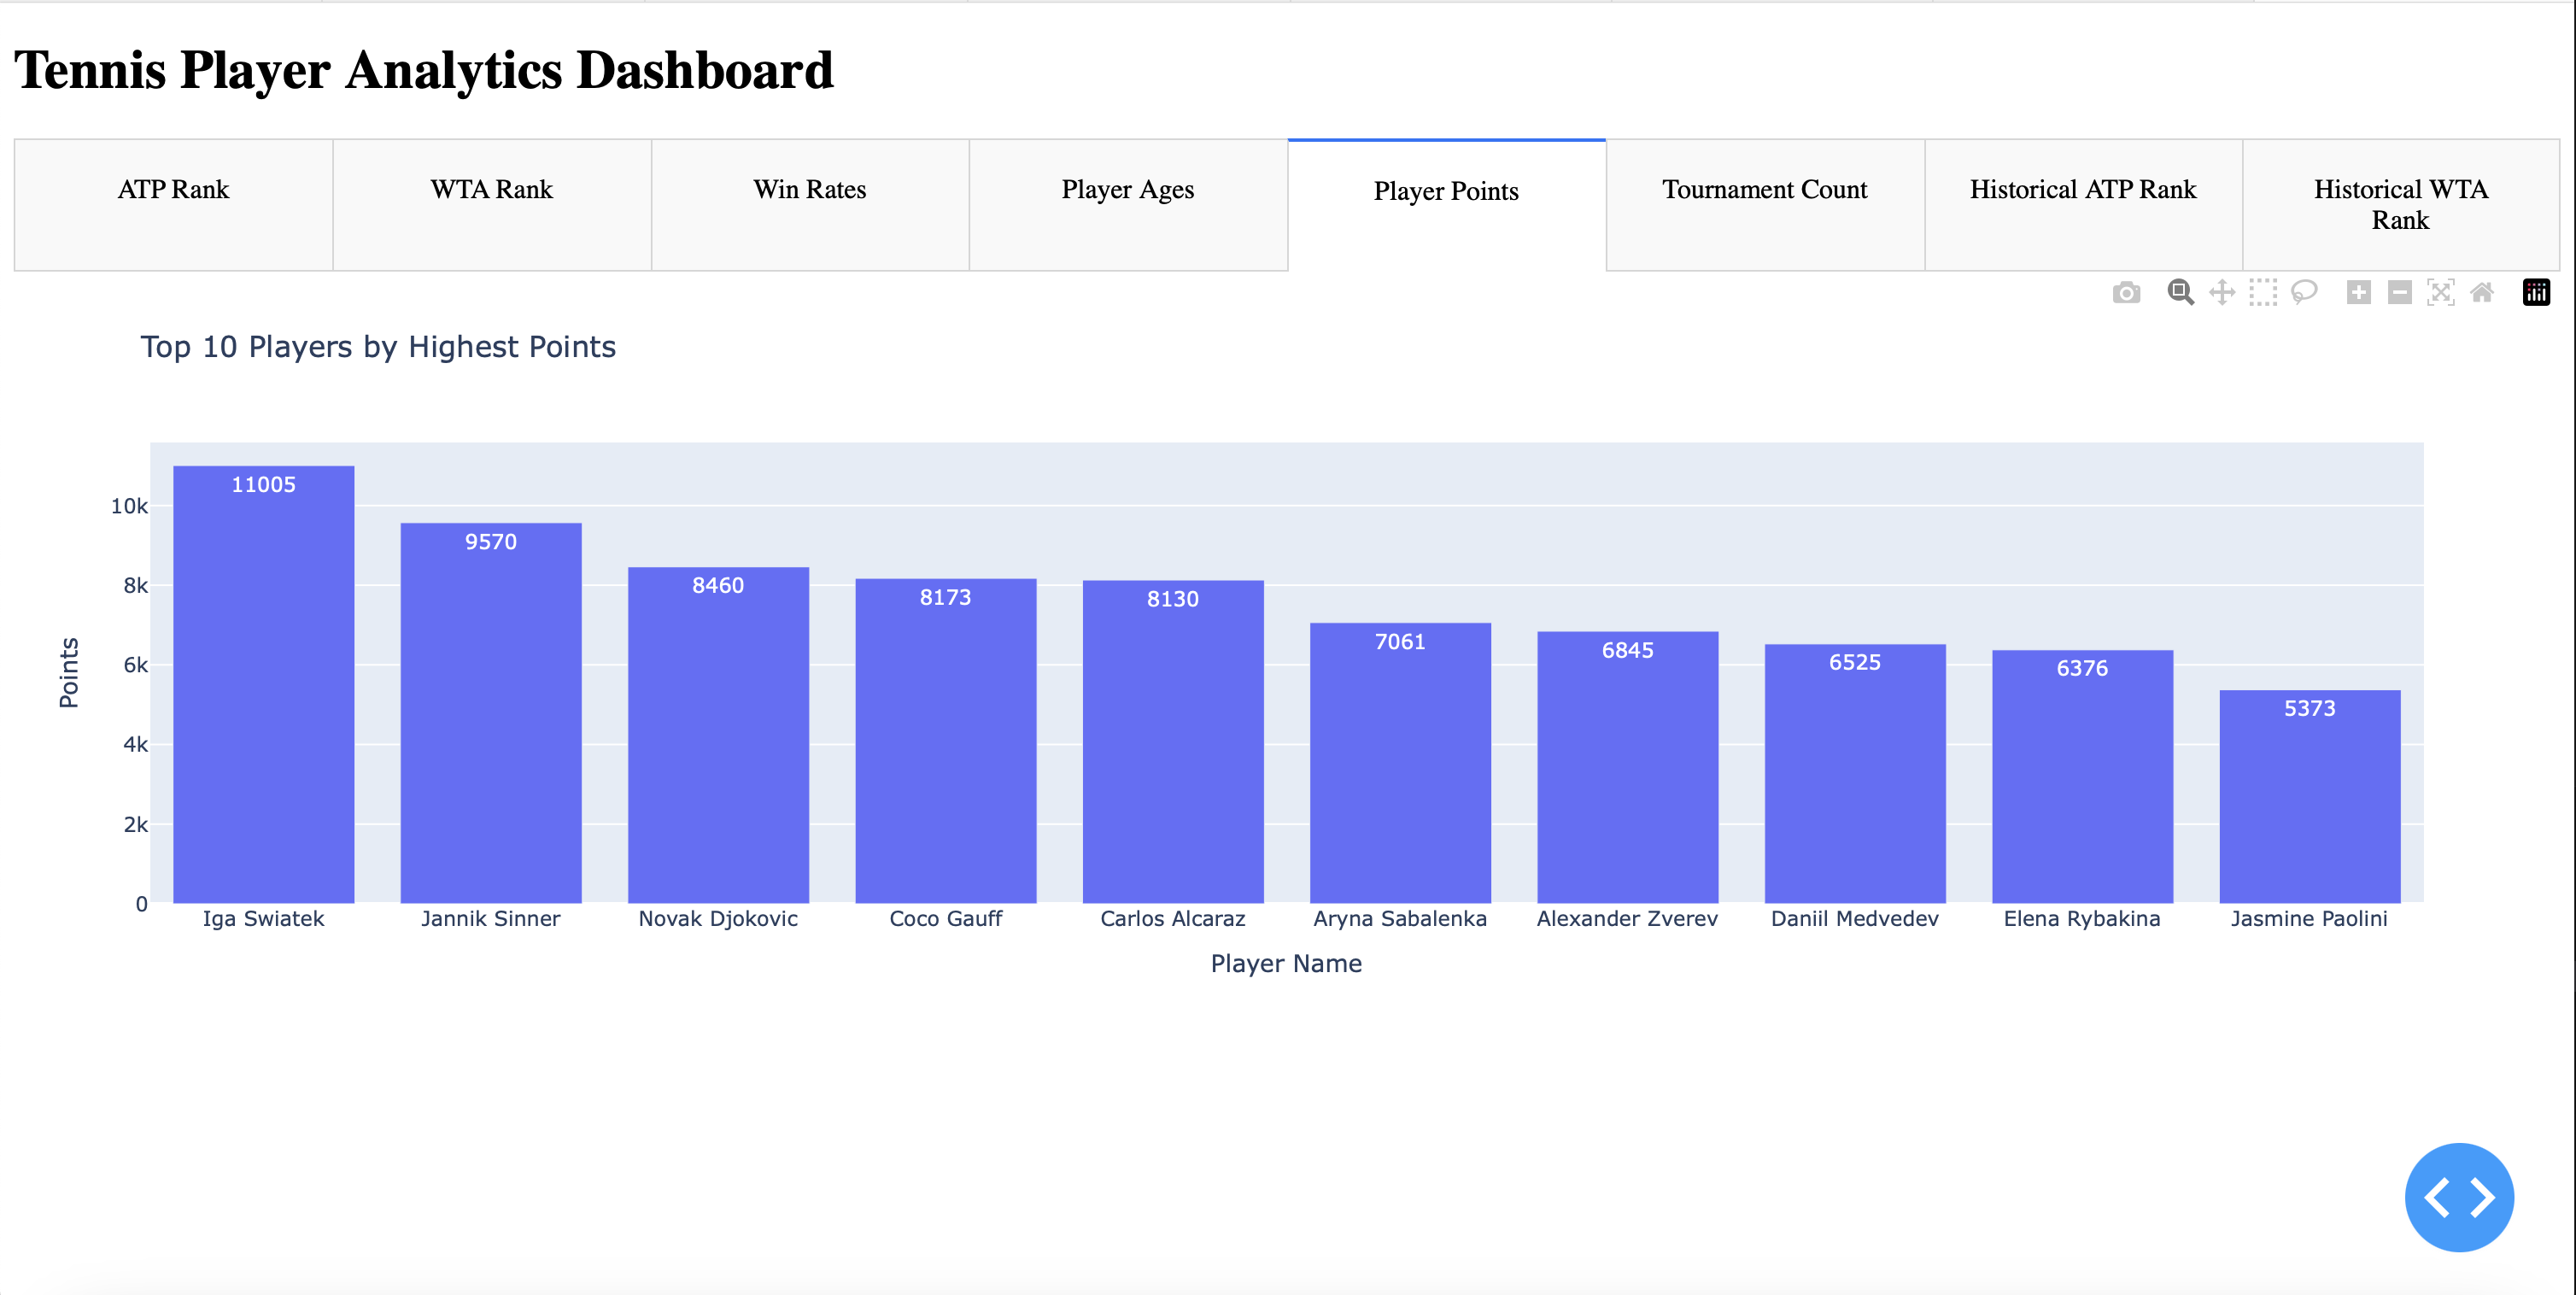 Tennis Player Analytics Dashboard
ATP Rank
WTA Rank
Win Rates
Player Ages
Player Points
Tournament Count
Historical ATP Rank
Historical WTA
Rank
Top 10 Players by Highest Points
Points
10k
8k
6k
4k
2k
0
11005
9570
8460
8173
8130
7061
6845
6525
6376
5373
Iga Swiatek
Jannik Sinner
Novak Djokovic
Coco Gauff
Carlos Alcaraz
Aryna Sabalenka
Alexander Zverev
Daniil Medvedev
Elena Rybakina
Jasmine Paolini
Player Name